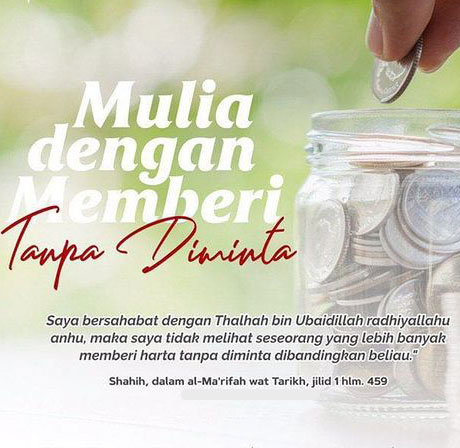 Mulia
dengan
Memberi
Tanpa Diminta
Saya bersahabat dengan Thalhah bin Ubaidillah radhiyallahu
anhu, maka saya tidak melihat seseorang yang lebih banyak
memberi harta tanpa diminta dibandingkan beliau."
Shahih, dalam al-Ma'rifah wat Tarikh, jilid 1 hlm. 459